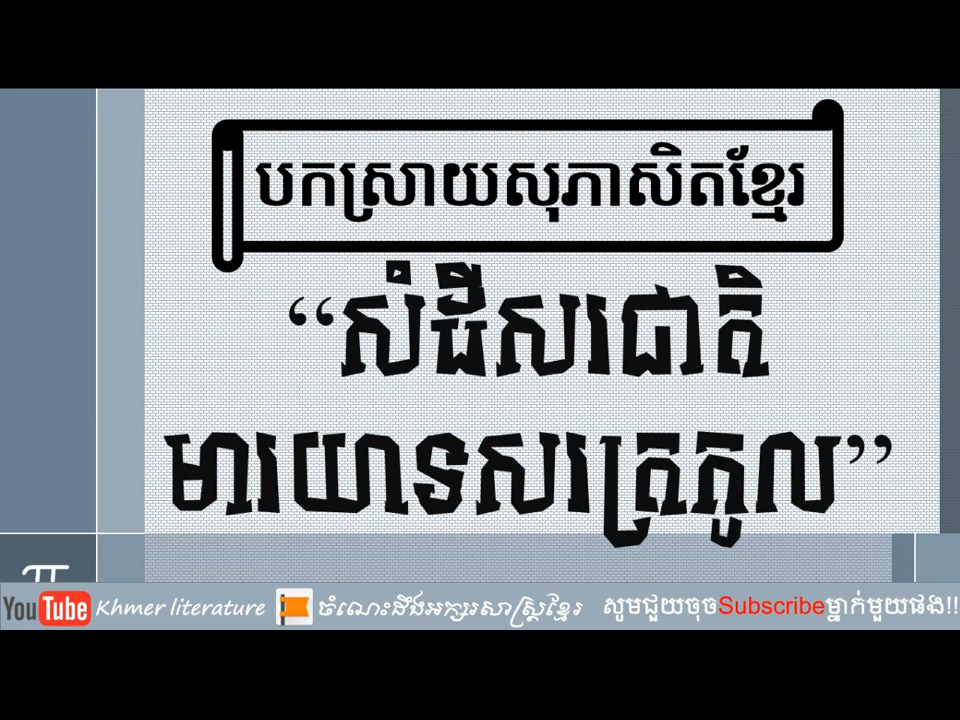 បកស្រាយសុភាសិតខ្មែរ
“សំដីសរជាតិ
មារយាទសរត្រកូល”
YouTube Khmer literature ចំណេះដឹងអក្សរសាស្ត្រខ្មែរ សូមជួយចុចSubscribeម្នាក់មួយផង!!